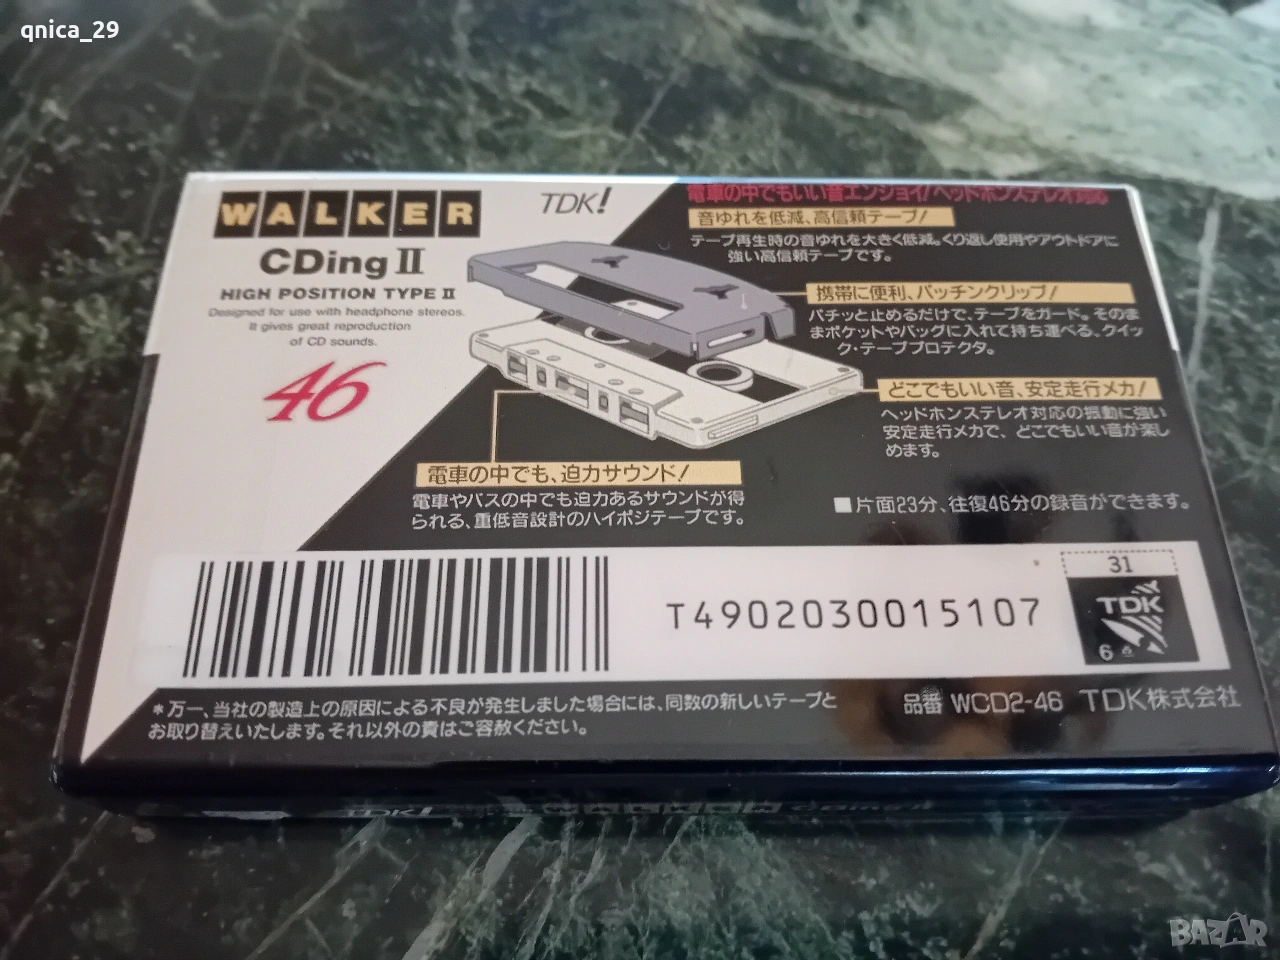 qnica_29
WALKER
TDK!
CDing II
HIGH POSITION TYPE II
Designed for use with headphone stereos.
It gives great reproduction
of CD sounds.
46
電車の中でもいい音エンジョイ!ヘッドホンステレオ対応
音ゆれを低減、高信頼テープ!
テープ再生時の音ゆれを大きく低減。くり返し使用やアウトドアに
強い高信頼テープです。
携帯に便利、パッチンクリップ!
パチッと止めるだけで、テープをガード。そのま
まポケットやバッグに入れて持ち運べる、クイッ
ク・テーププロテクタ。
どこでもいい音、安定走行メカ!
ヘッドホンステレオ対応の振動に強い
安定走行メカで、どこでもいい音が楽し
めます。
電車の中でも、迫力サウンド!
電車やバスの中でも迫力あるサウンドが得
られる、重低音設計のハイポジテープです。
■片面23分、往復46分の録音ができます。
T4902030015107
31
TDK
6
*万一、当社の製造上の原因による不良が発生しました場合には、同数の新しいテープと
お取り替えいたします。それ以外の責はご容赦ください。
品番 WCD2-46 TDK株式会社
TDK! WALKER CDing II
BAZAR